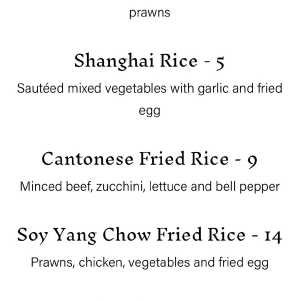 prawns
Shanghai Rice - 5
Sautéed mixed vegetables with garlic and fried
egg
Cantonese Fried Rice - 9
Minced beef, zucchini, lettuce and bell pepper
Soy Yang Chow Fried Rice - 14
Prawns, chicken, vegetables and fried egg